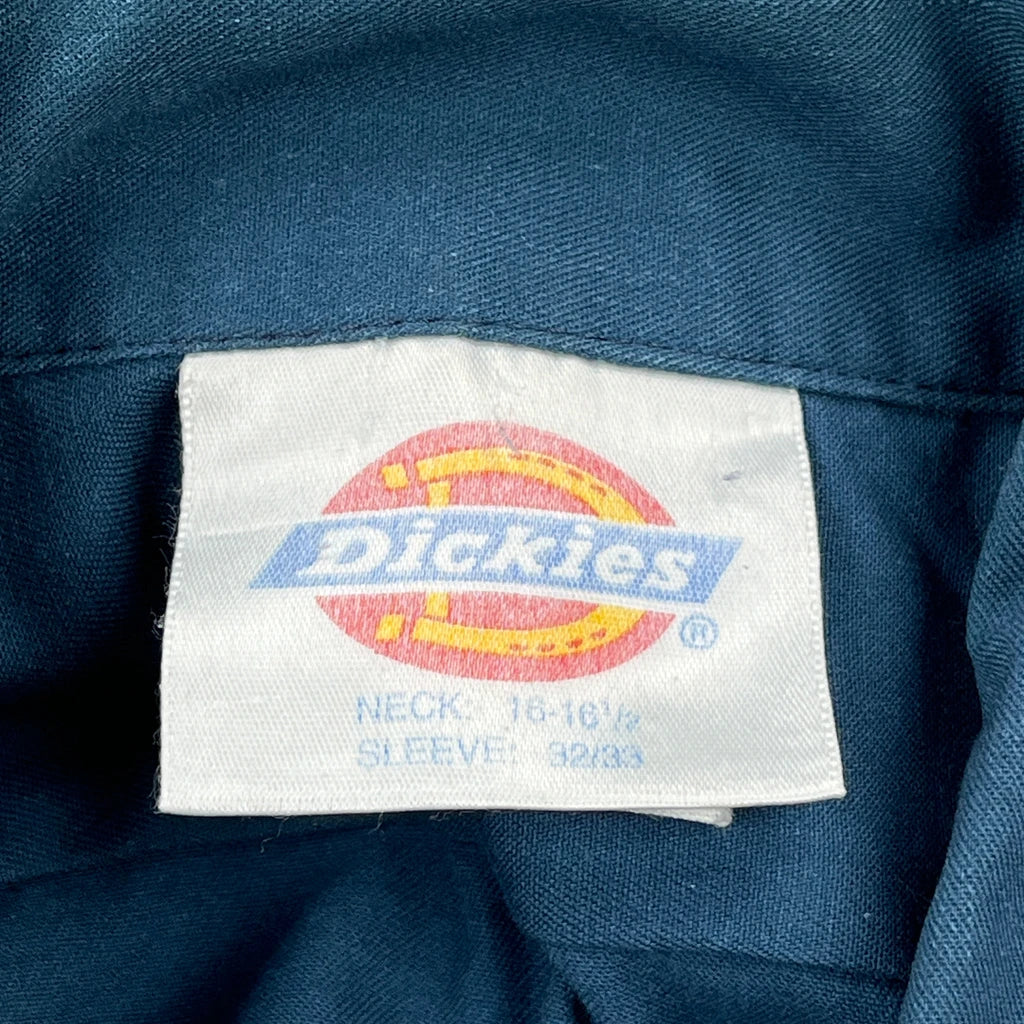 Dickies®
NECK: 16-16½
SLEEVE: 32/33